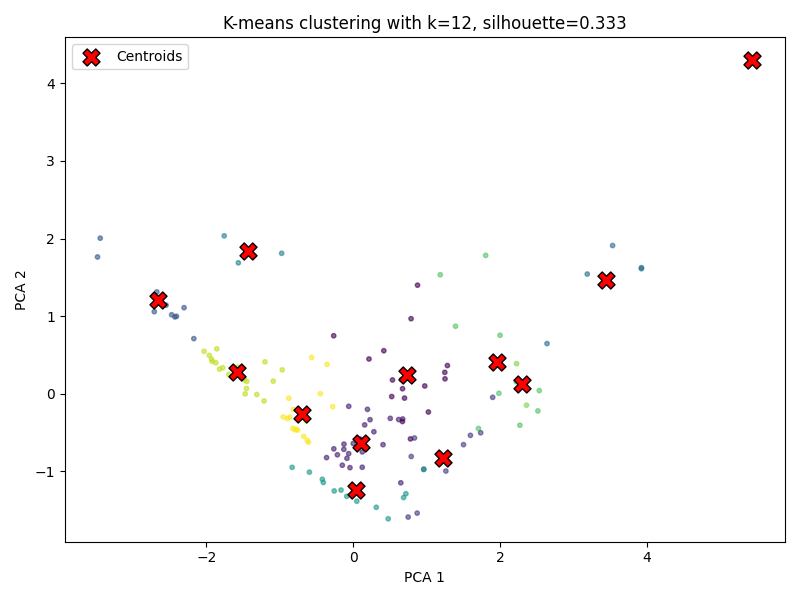 K-means clustering with k=12, silhouette=0.333
Centroids
4
3
2
1
0
−1
PCA 2
−2
0
2
4
PCA 1